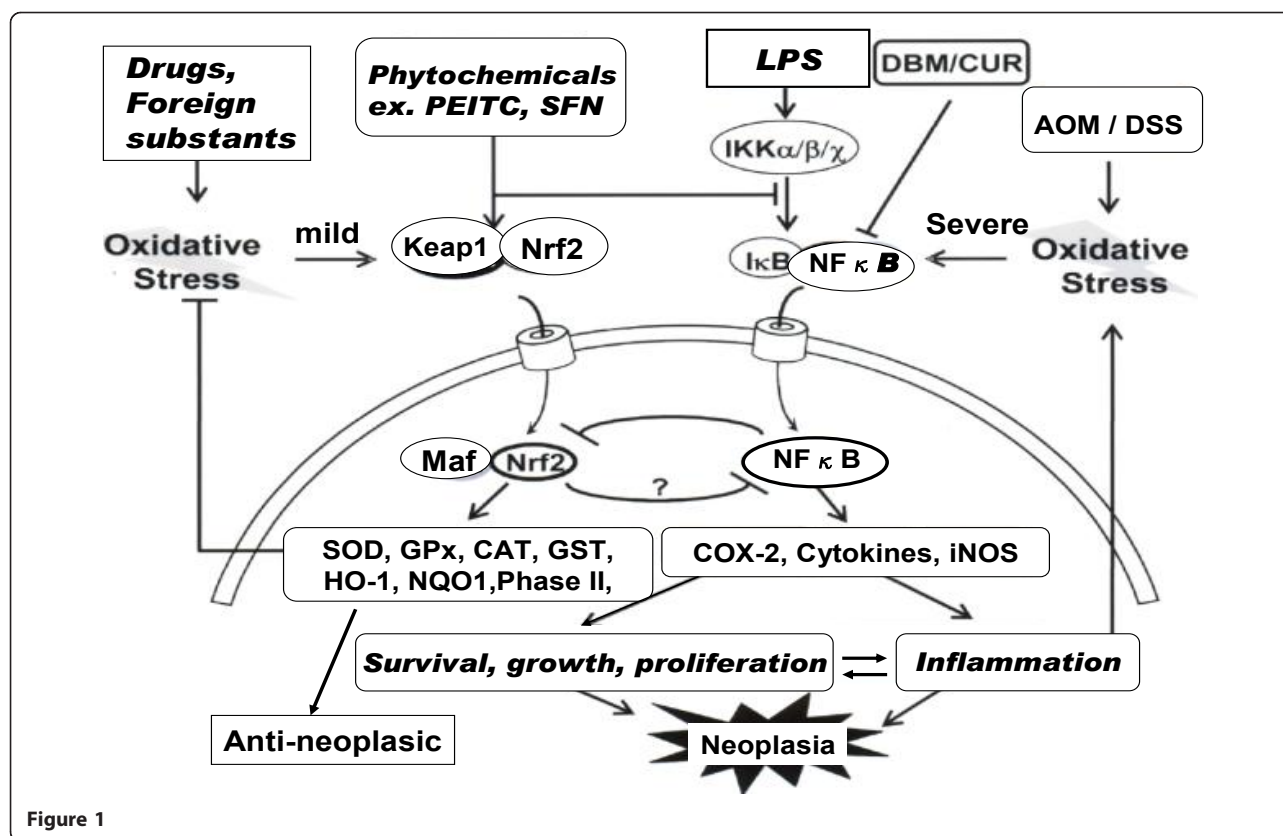 Drugs,
Foreign
substants
Phytochemicals
ex. PEITC, SFN
LPS
DBM/CUR
IKKα/β/χ
AOM / DSS
Oxidative
Stress
mild
Keap1
Nrf2
IκB
NF κ B
Severe
Oxidative
Stress
Maf
Nrf2
?
NF κ B
SOD, GPx, CAT, GST,
HO-1, NQO1,Phase II,
COX-2, Cytokines, iNOS
Survival, growth, proliferation
Inflammation
Anti-neoplasic
Neoplasia
Figure 1